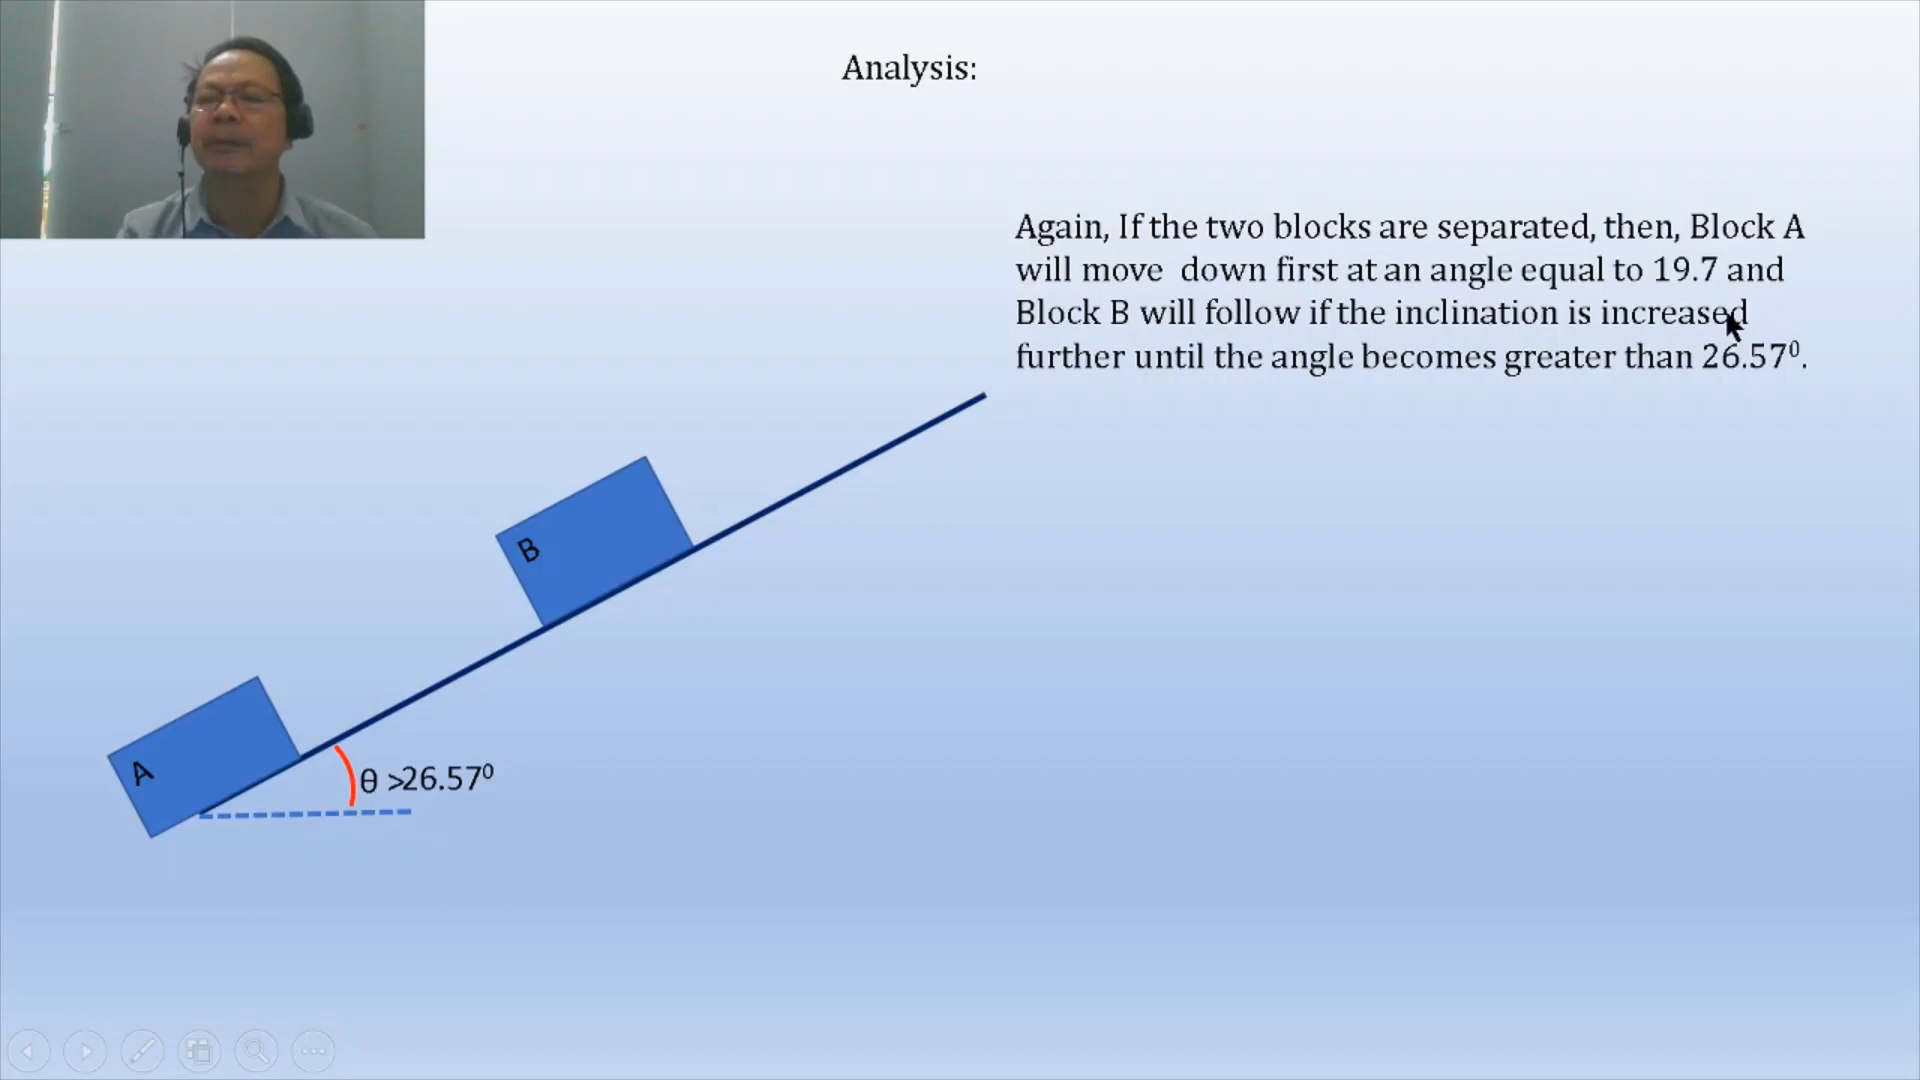 Analysis:
Again, If the two blocks are separated, then, Block A
will move down first at an angle equal to 19.7 and
Block B will follow if the inclination is increased
further until the angle becomes greater than 26.57⁰.
B
A
θ >26.57⁰